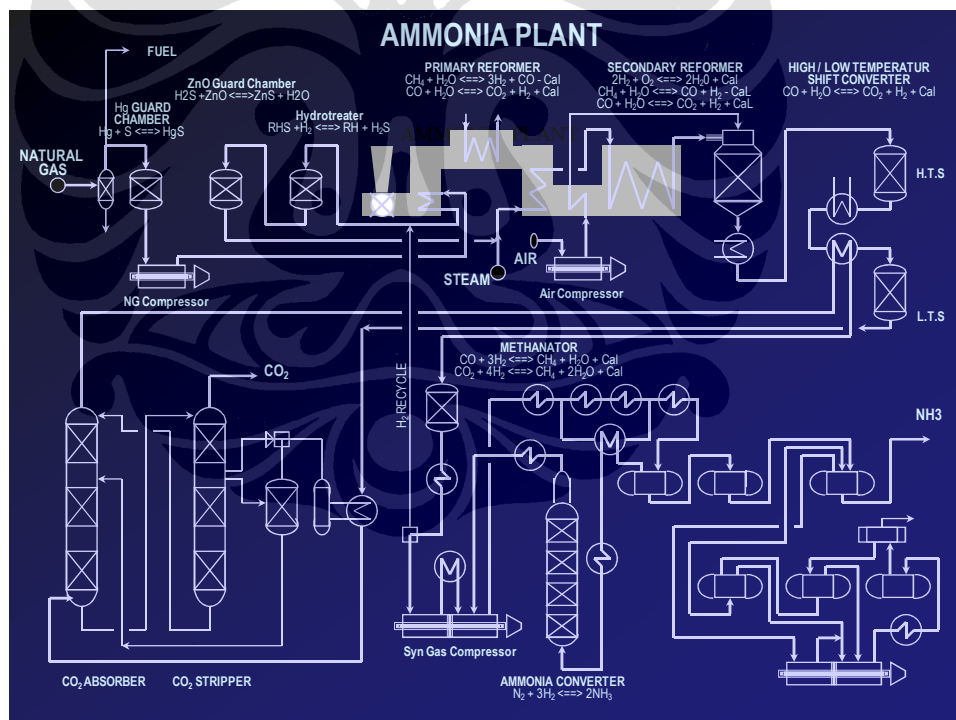 AMMONIA PLANT
FUEL
ZnO Guard Chamber
H2S +ZnO <==>ZnS + H2O
Hg GUARD
CHAMBER
Hg + S <==> HgS
Hydrotreater
RHS +H₂ <==> RH + H₂S
PRIMARY REFORMER
CH₄ + H₂O <==> 3H₂ + CO - Cal
CO + H₂O <==> CO₂ + H₂ + Cal
SECONDARY REFORMER
2H₂ + O₂ <==> 2H₂0 + Cal
CH₄ + H₂O <==> CO + H₂ - CaL
CO + H₂O <==> CO₂ + H₂ + CaL
HIGH / LOW TEMPERATUR
SHIFT CONVERTER
CO + H₂O <==> CO₂ + H₂ + Cal
AMMONIA PLANT
NATURAL
GAS
H.T.S
AIR
STEAM
NG Compressor
Air Compressor
L.T.S
METHANATOR
CO + 3H₂ <==> CH₄ + H₂O + Cal
CO₂ + 4H₂ <==> CH₄ + 2H₂O + Cal
CO₂
H₂ RECYCLE
NH3
Syn Gas Compressor
CO₂ ABSORBER
CO₂ STRIPPER
AMMONIA CONVERTER
N₂ + 3H₂ <==> 2NH₃